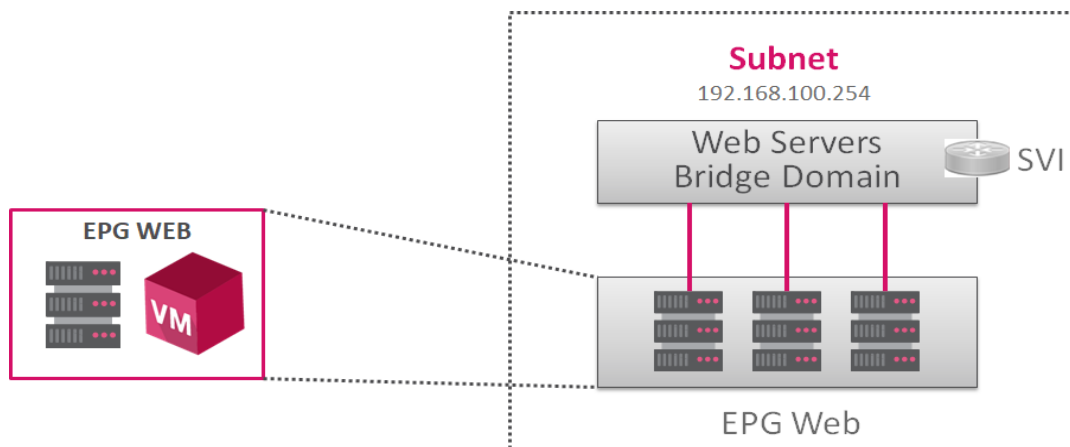 Subnet
192.168.100.254
Web Servers
Bridge Domain
SVI
EPG WEB
VM
EPG Web